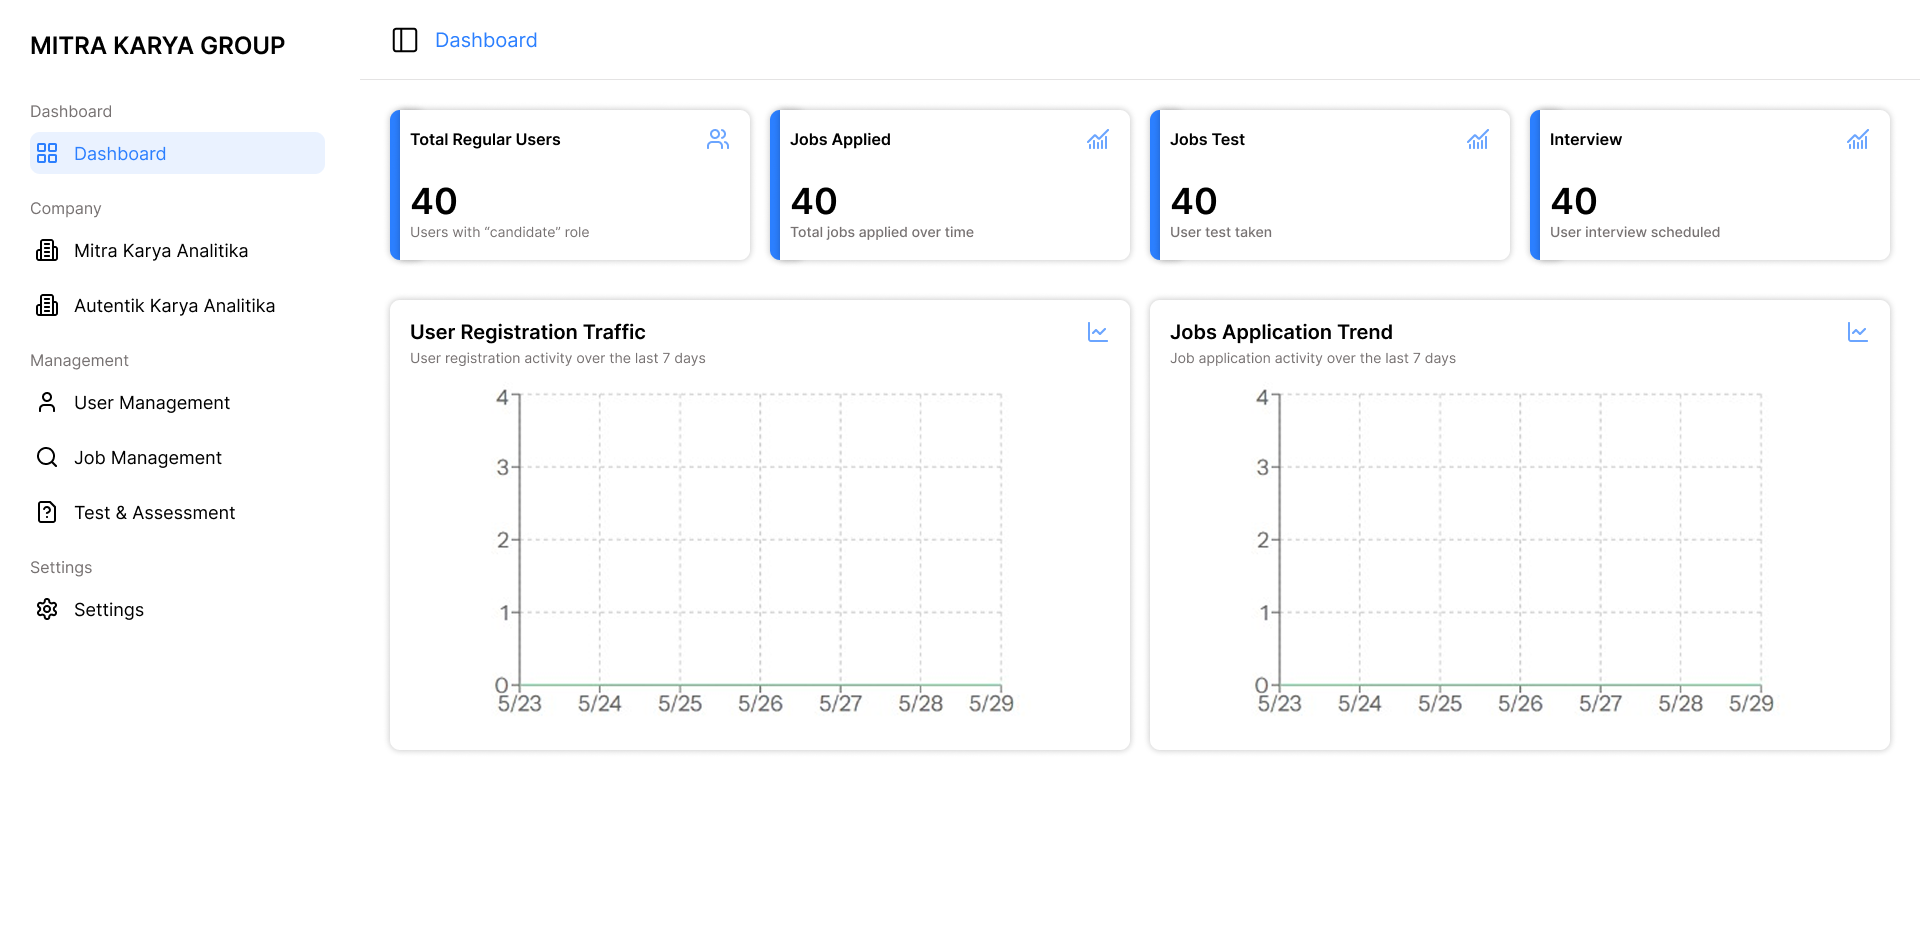 MITRA KARYA GROUP
Dashboard
Dashboard
Company
Mitra Karya Analitika
Autentik Karya Analitika
Management
User Management
Job Management
Test & Assessment
Settings
Settings
Dashboard
Total Regular Users
40
Users with “candidate” role
Jobs Applied
40
Total jobs applied over time
Jobs Test
40
User test taken
Interview
40
User interview scheduled
User Registration Traffic
User registration activity over the last 7 days
4
3
2
1
0
5/23 5/24 5/25 5/26 5/27 5/28 5/29
Jobs Application Trend
Job application activity over the last 7 days
4
3
2
1
0
5/23 5/24 5/25 5/26 5/27 5/28 5/29